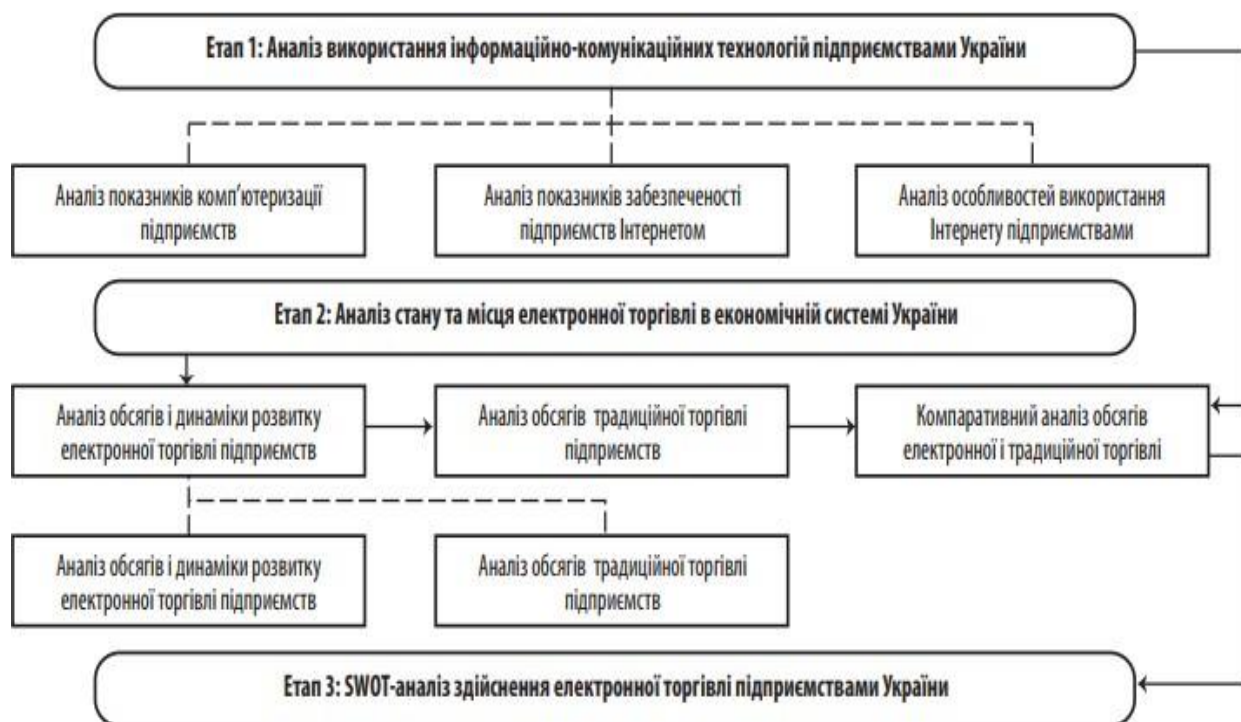 Етап 1: Аналіз використання інформаційно-комунікаційних технологій підприємствами України
Аналіз показників комп'ютеризації
підприємств
Аналіз показників забезпеченості
підприємств Інтернетом
Аналіз особливостей використання
Інтернету підприємствами
Етап 2: Аналіз стану та місця електронної торгівлі в економічній системі України
Аналіз обсягів і динаміки розвитку
електронної торгівлі підприємств
Аналіз обсягів традиційної торгівлі
підприємств
Компаративний аналіз обсягів
електронної і традиційної торгівлі
Аналіз обсягів і динаміки розвитку
електронної торгівлі підприємств
Аналіз обсягів традиційної торгівлі
підприємств
Етап 3: SWOT-аналіз здійснення електронної торгівлі підприємствами України